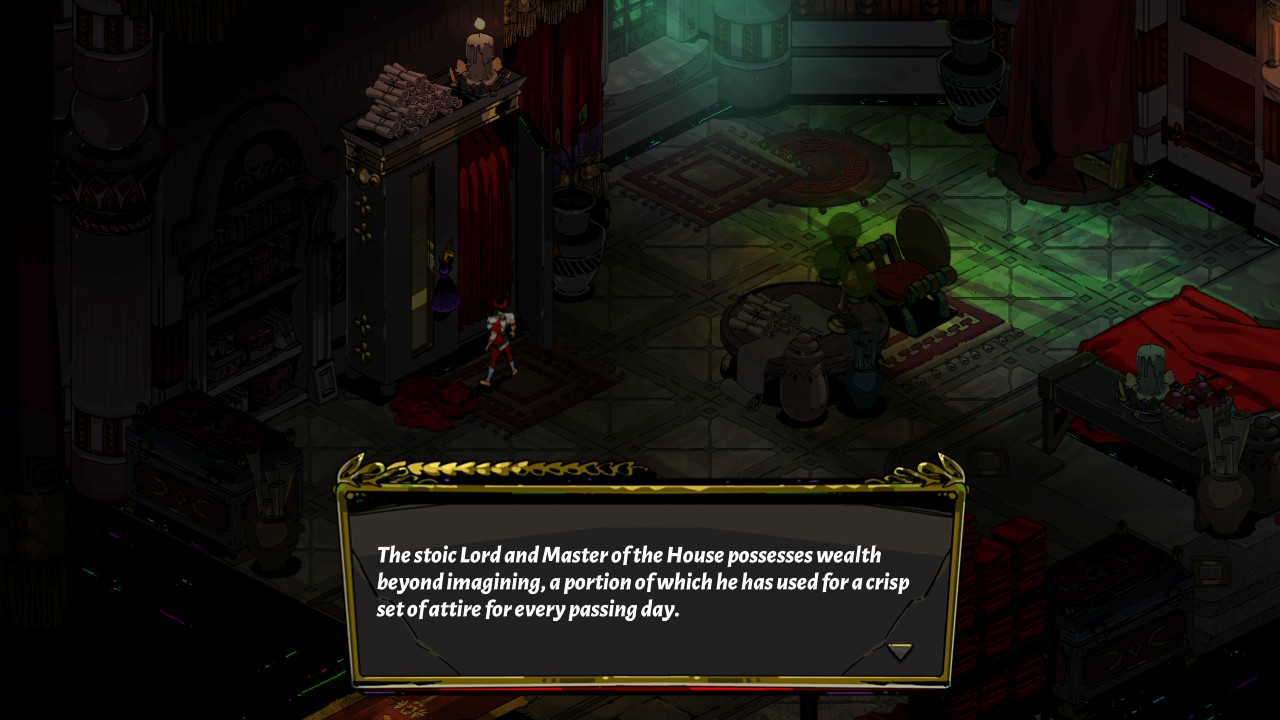 The stoic Lord and Master of the House possesses wealth
beyond imagining, a portion of which he has used for a crisp
set of attire for every passing day.